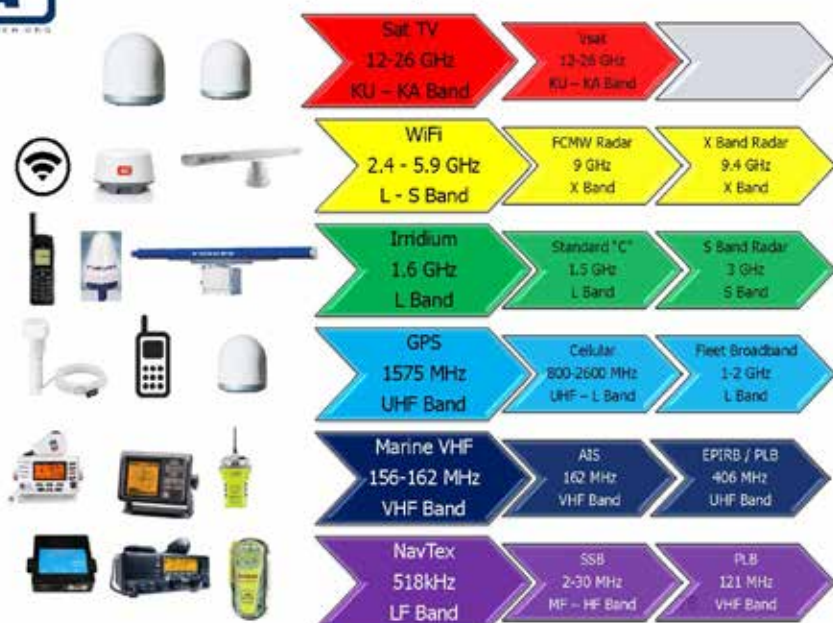 Sat TV
12-26 GHz
KU – KA Band
Vsat
12-26 GHz
KU – KA Band
WiFi
2.4 - 5.9 GHz
L - S Band
FCMW Radar
9 GHz
X Band
X Band Radar
9.4 GHz
X Band
Irridium
1.6 GHz
L Band
Standard "C"
1.5 GHz
L Band
S Band Radar
3 GHz
S Band
GPS
1575 MHz
UHF Band
Cellular
800-2600 MHz
UHF – L Band
Fleet Broadband
1-2 GHz
L Band
Marine VHF
156-162 MHz
VHF Band
AIS
162 MHz
VHF Band
EPIRB / PLB
406 MHz
UHF Band
NavTex
518kHz
LF Band
SSB
2-30 MHz
MF – HF Band
PLB
121 MHz
VHF Band